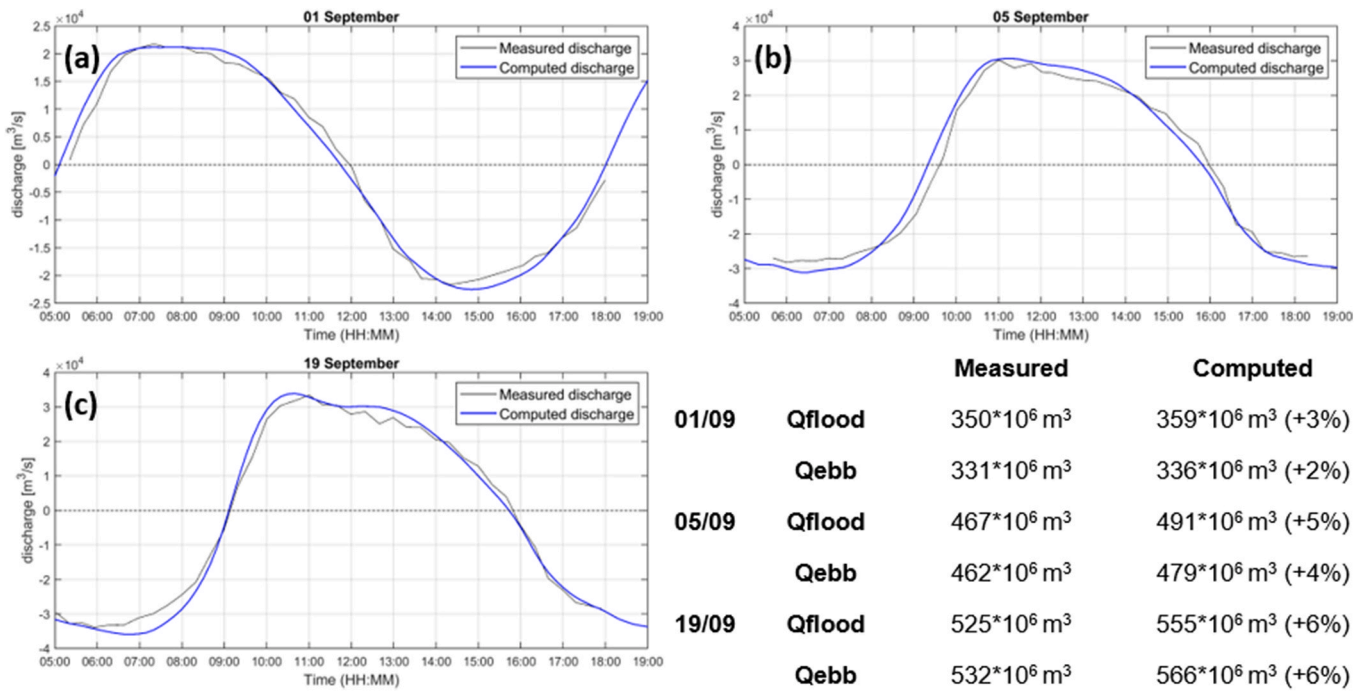 01 September
×10⁴
(a)
Measured discharge
Computed discharge
2.5
2
1.5
1
0.5
0
-0.5
-1
-1.5
-2
-2.5
discharge [m³/s]
05:00 06:00 07:00 08:00 09:00 10:00 11:00 12:00 13:00 14:00 15:00 16:00 17:00 18:00 19:00
Time (HH:MM)
05 September
×10⁴
(b)
Measured discharge
Computed discharge
4
3
2
1
0
-1
-2
-3
-4
discharge [m³/s]
05:00 06:00 07:00 08:00 09:00 10:00 11:00 12:00 13:00 14:00 15:00 16:00 17:00 18:00 19:00
Time (HH:MM)
19 September
×10⁴
(c)
Measured discharge
Computed discharge
4
3
2
1
0
-1
-2
-3
-4
discharge [m³/s]
05:00 06:00 07:00 08:00 09:00 10:00 11:00 12:00 13:00 14:00 15:00 16:00 17:00 18:00 19:00
Time (HH:MM)
Measured Computed
01/09 Qflood 350*10⁶ m³ 359*10⁶ m³ (+3%)
Qebb 331*10⁶ m³ 336*10⁶ m³ (+2%)
05/09 Qflood 467*10⁶ m³ 491*10⁶ m³ (+5%)
Qebb 462*10⁶ m³ 479*10⁶ m³ (+4%)
19/09 Qflood 525*10⁶ m³ 555*10⁶ m³ (+6%)
Qebb 532*10⁶ m³ 566*10⁶ m³ (+6%)